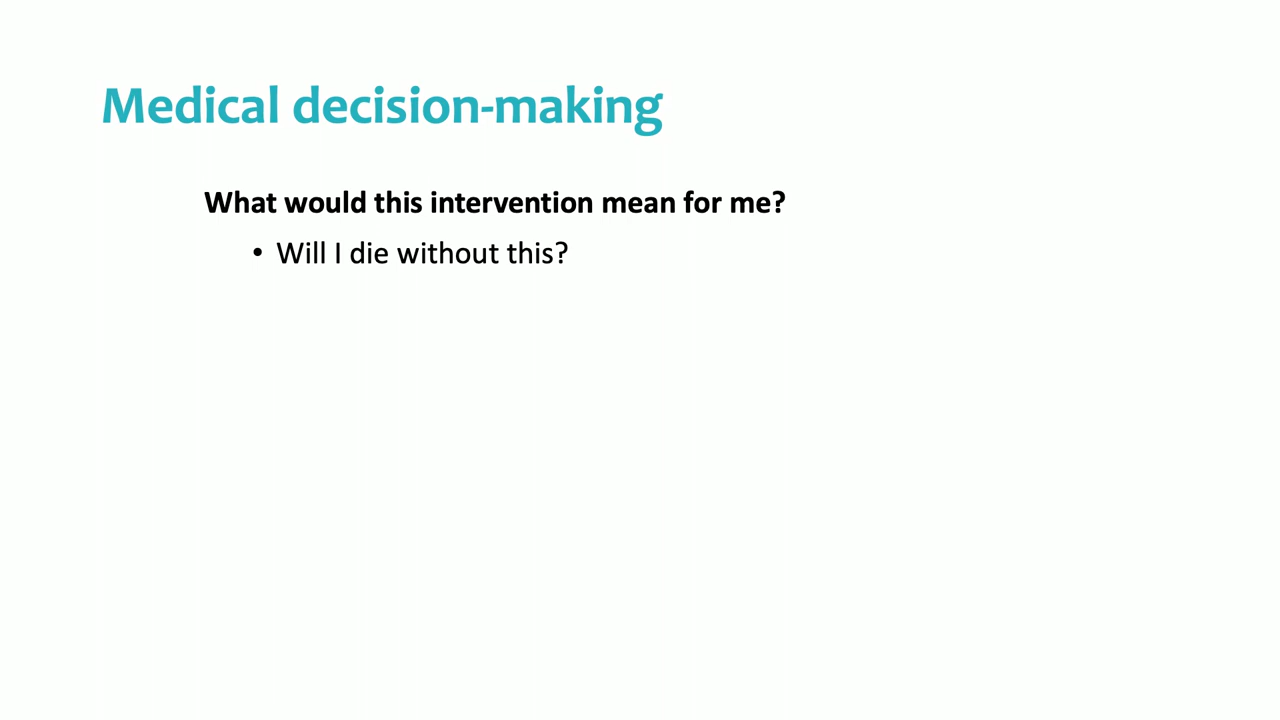 Medical decision-making
What would this intervention mean for me?
• Will I die without this?